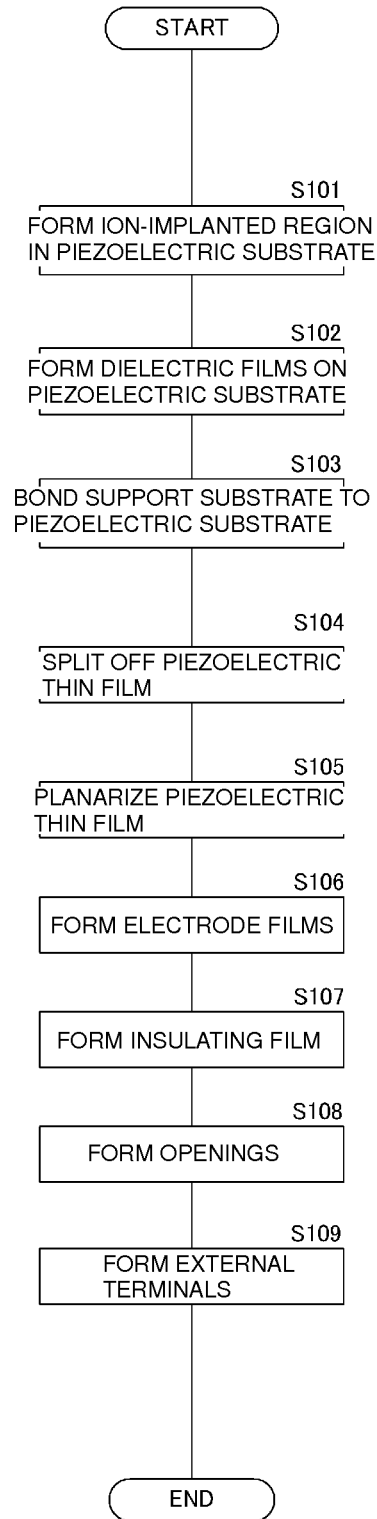 START
S101
FORM ION-IMPLANTED REGION
IN PIEZOELECTRIC SUBSTRATE
S102
FORM DIELECTRIC FILMS ON
PIEZOELECTRIC SUBSTRATE
S103
BOND SUPPORT SUBSTRATE TO
PIEZOELECTRIC SUBSTRATE
S104
SPLIT OFF PIEZOELECTRIC
THIN FILM
S105
PLANARIZE PIEZOELECTRIC
THIN FILM
S106
FORM ELECTRODE FILMS
S107
FORM INSULATING FILM
S108
FORM OPENINGS
S109
FORM EXTERNAL
TERMINALS
END